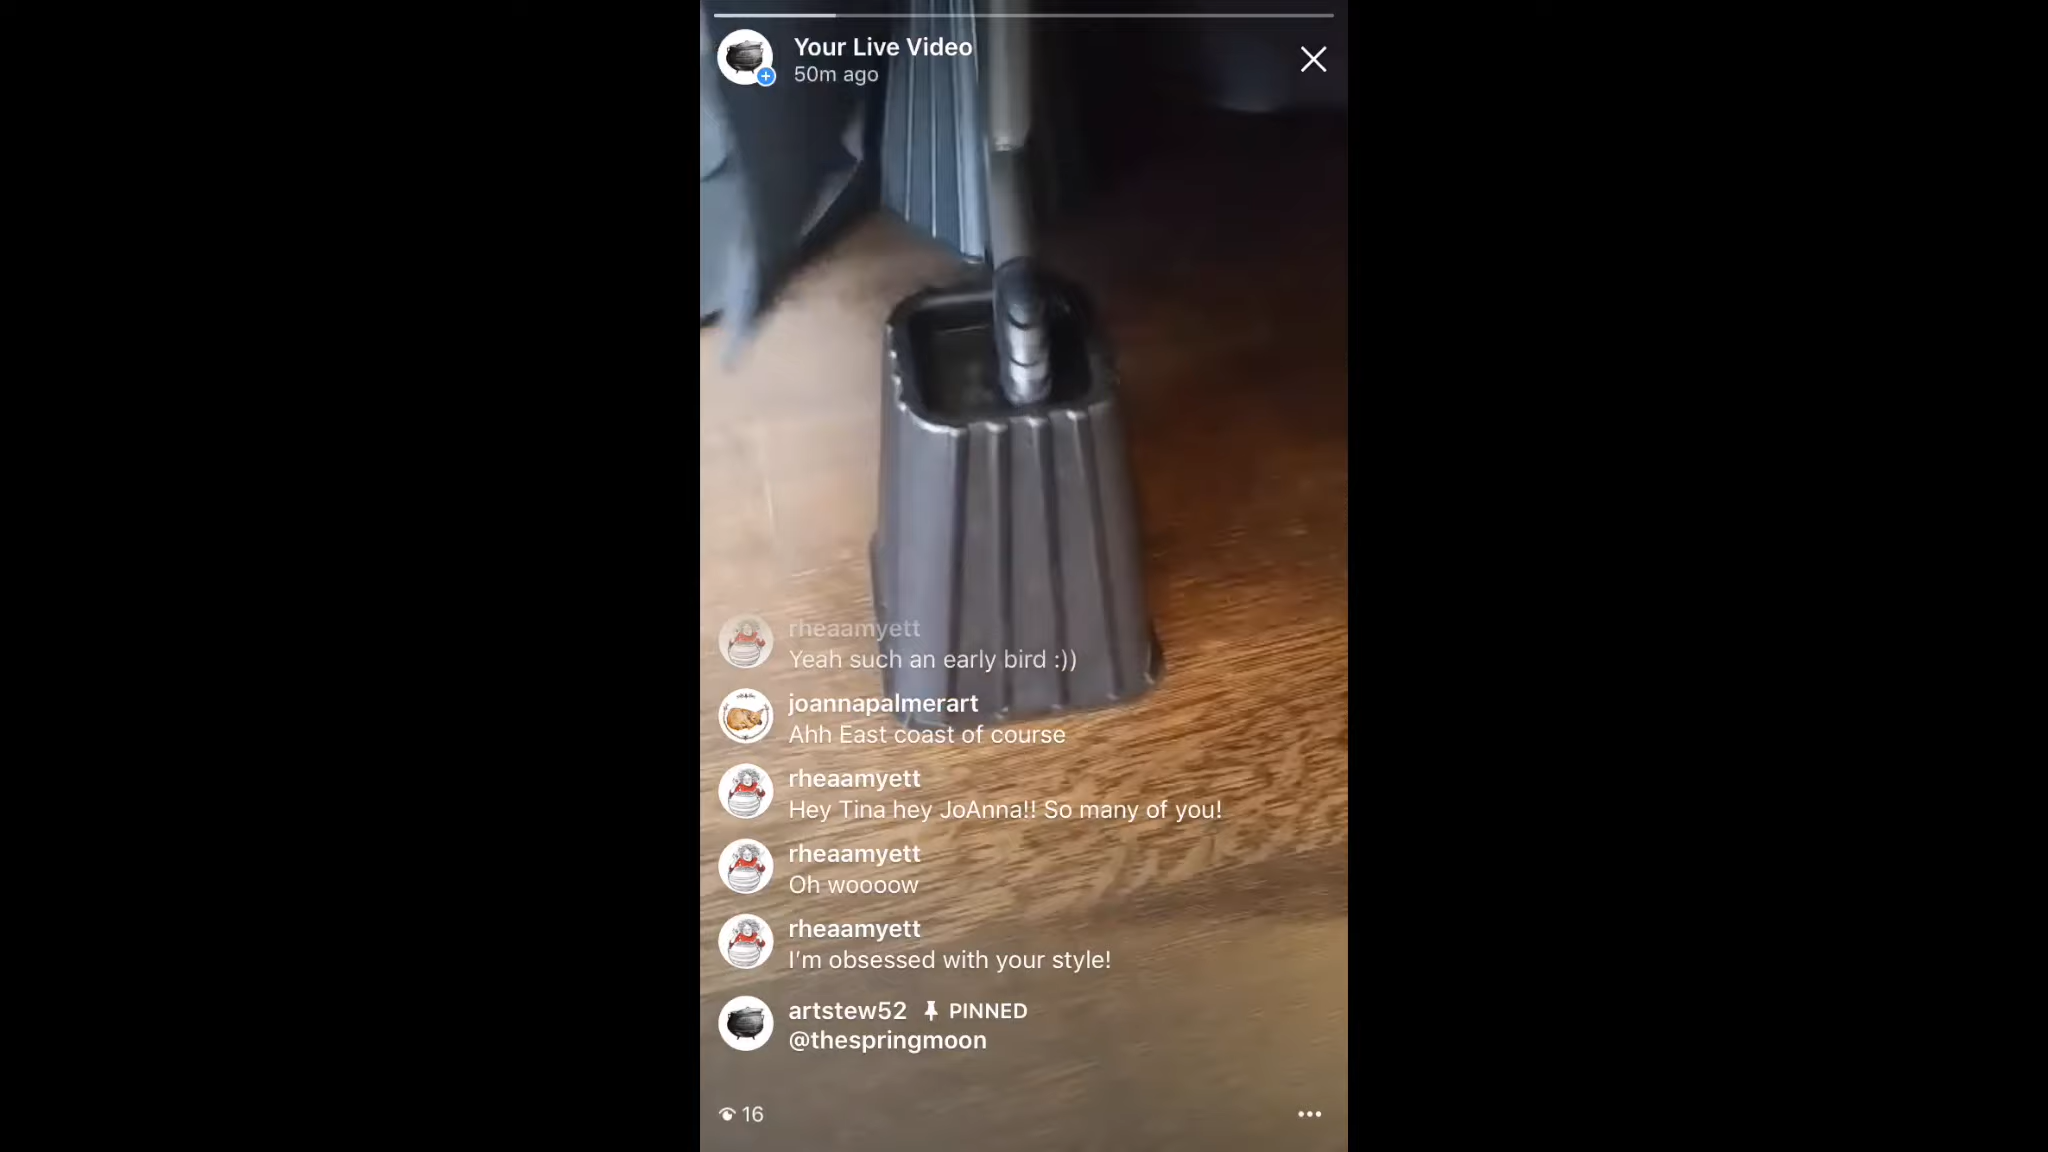 Your Live Video
50m ago
rheaamyett
Yeah such an early bird :))
joannapalmerart
Ahh East coast of course
rheaamyett
Hey Tina hey JoAnna!! So many of you!
rheaamyett
Oh woooow
rheaamyett
I'm obsessed with your style!
artstew52 PINNED
@thespringmoon
16